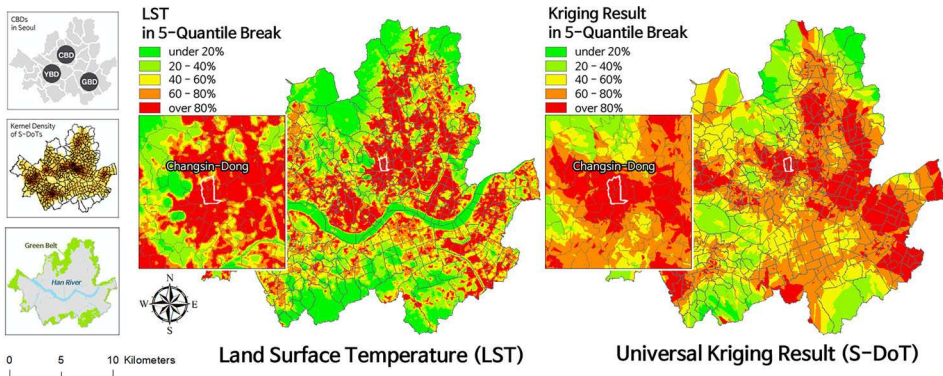 CBDs
in Seoul
CBD
YBD
GBD
Kernel Density
of S-DoTs
Green Belt
Han River
0 5 10 Kilometers
LST
in 5-Quantile Break
under 20%
20 - 40%
40 - 60%
60 - 80%
over 80%
Changsin-Dong
N
W E
S
Land Surface Temperature (LST)
Kriging Result
in 5-Quantile Break
under 20%
20 - 40%
40 - 60%
60 - 80%
over 80%
Changsin-Dong
Universal Kriging Result (S-DoT)